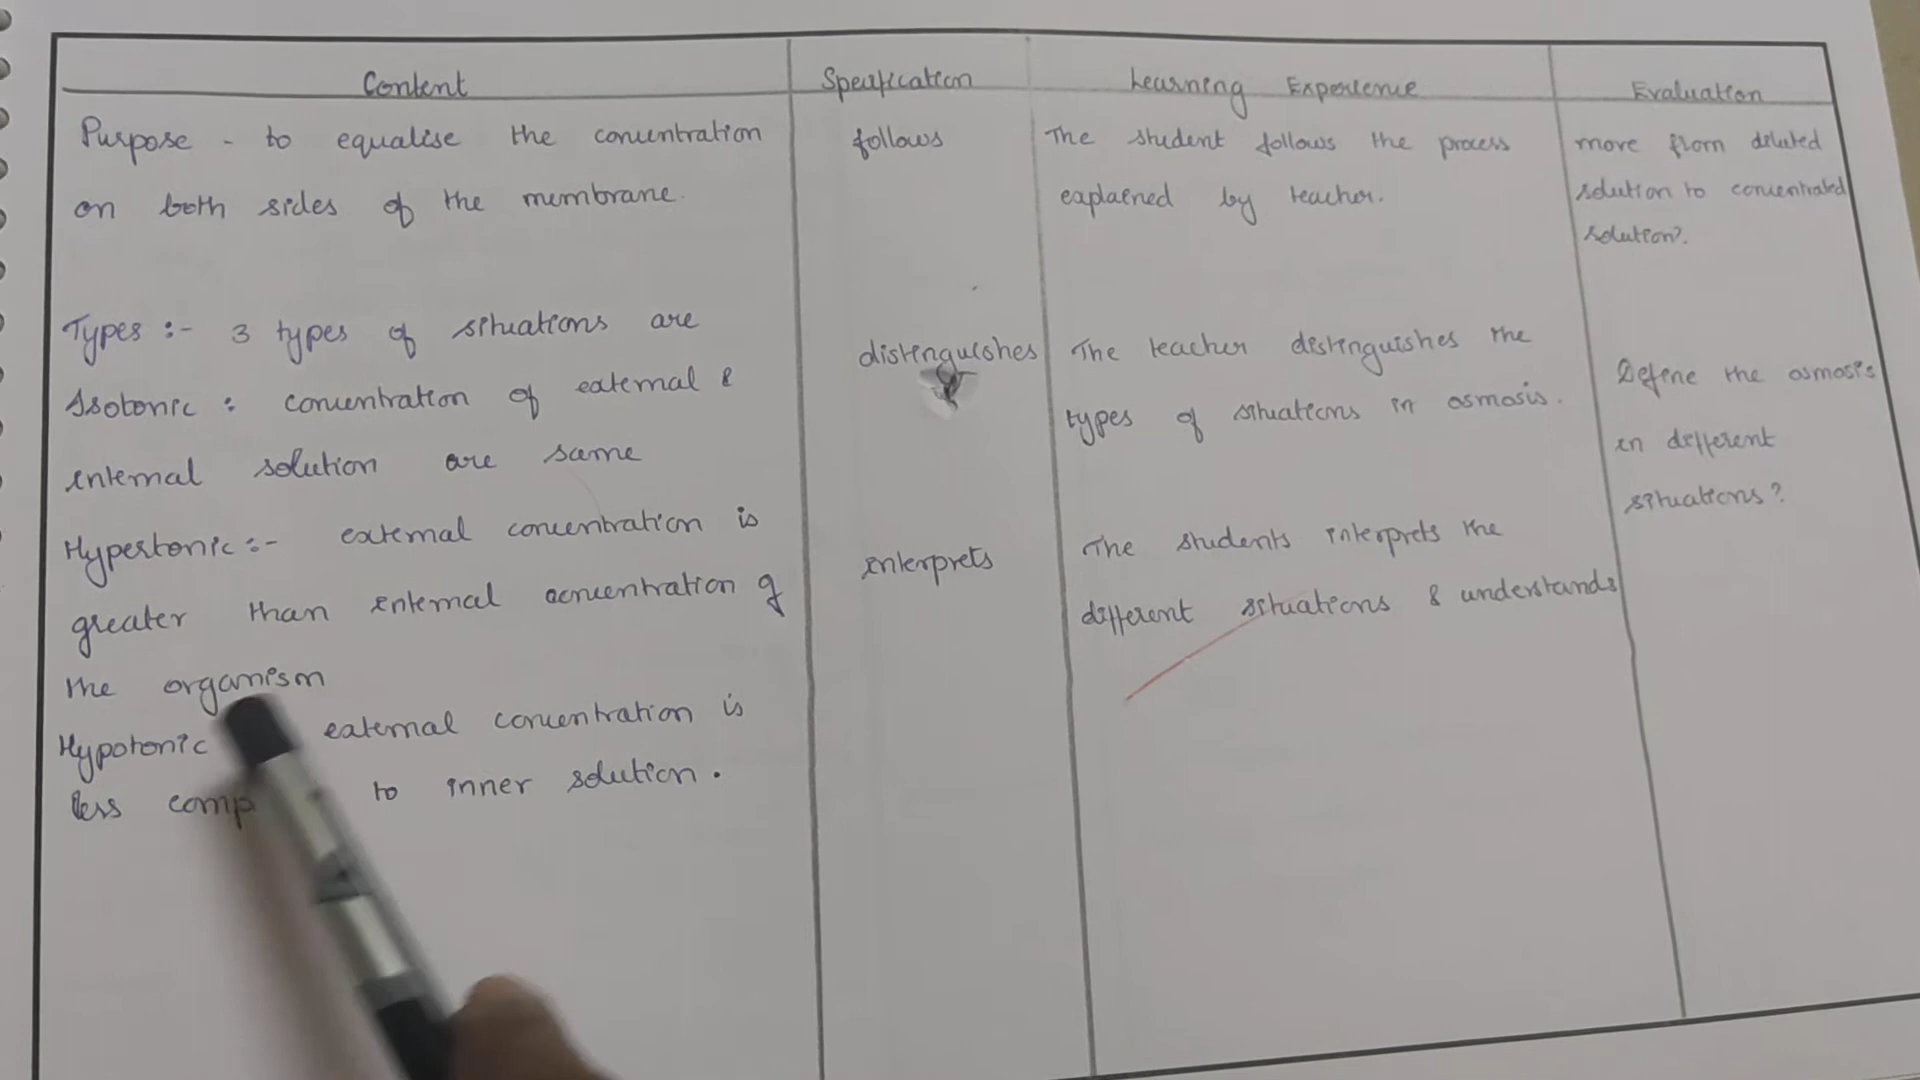 Content
Purpose - to equalise the concentration
on both sides of the membrane.
Types :- 3 types of situations are
Isotonic : concentration of external &
internal solution are same
Hypertonic :- external concentration is
greater than internal concentration of
the organism
Hypotonic external concentration is
less comp to inner solution.
Specification
follows
distinguishes
interprets
Learning Experience
The student follows the process
explained by teacher.
The teacher distinguishes the
types of situations in osmosis.
The students interprets the
different situations & understands
Evaluation
move from diluted
solution to concentrated
solution?.
Define the osmosis
in different
situations?